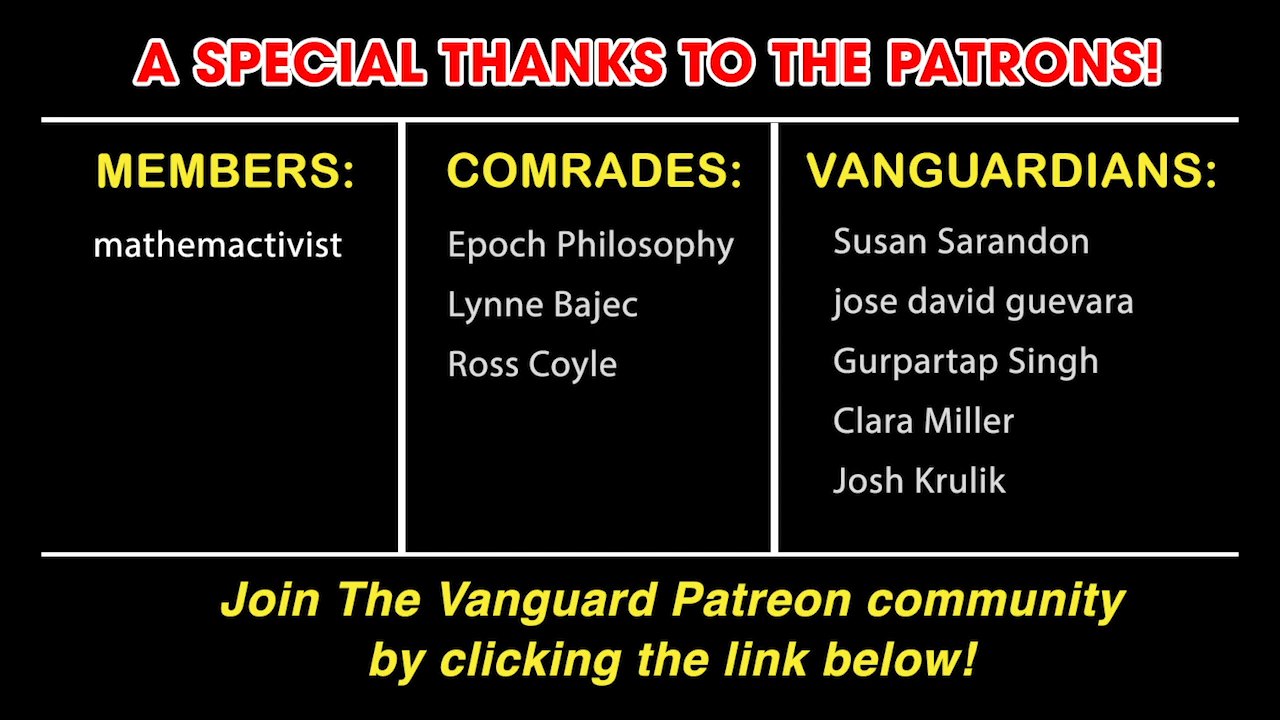 A SPECIAL THANKS TO THE PATRONS!
MEMBERS:
mathemactivist
COMRADES:
Epoch Philosophy
Lynne Bajec
Ross Coyle
VANGUARDIANS:
Susan Sarandon
jose david guevara
Gurpartap Singh
Clara Miller
Josh Krulik
Join The Vanguard Patreon community
by clicking the link below!